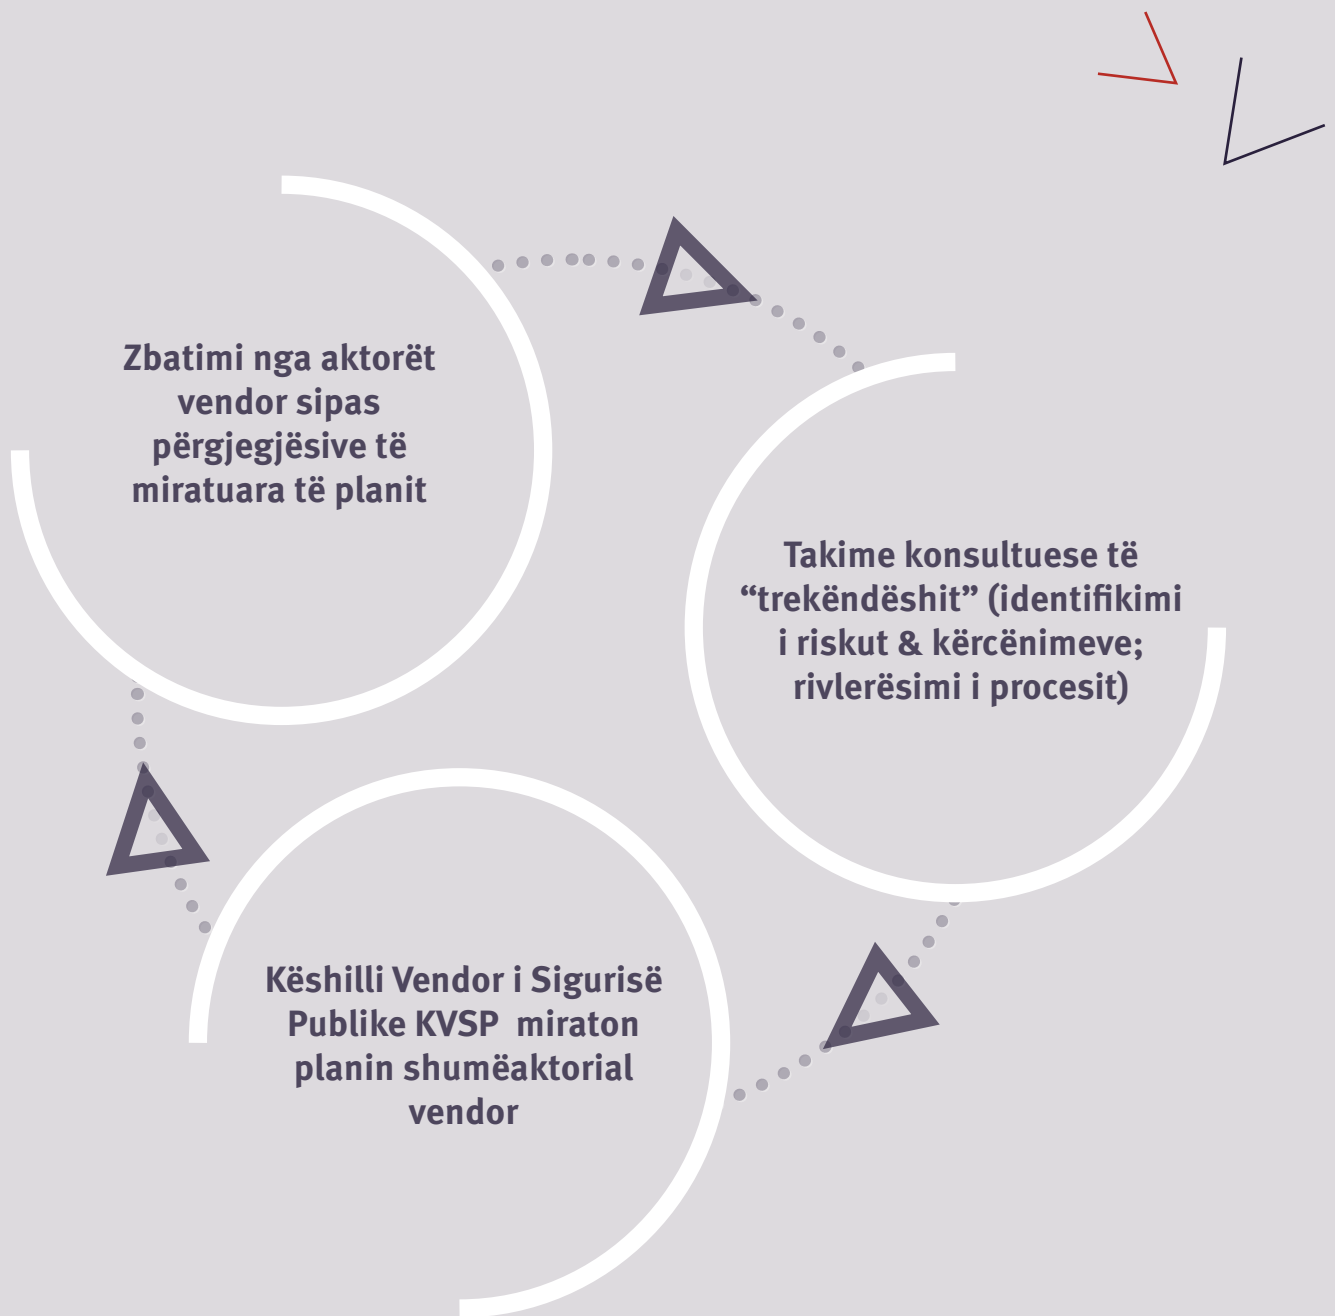 Zbatimi nga aktorët
vendor sipas
përgjegjësive të
miratuara të planit
Takime konsultuese të
“trekëndëshit” (identifikimi
i riskut & kërcënimeve;
rivlerësimi i procesit)
Këshilli Vendor i Sigurisë
Publike KVSP  miraton
planin shumëaktorial
vendor